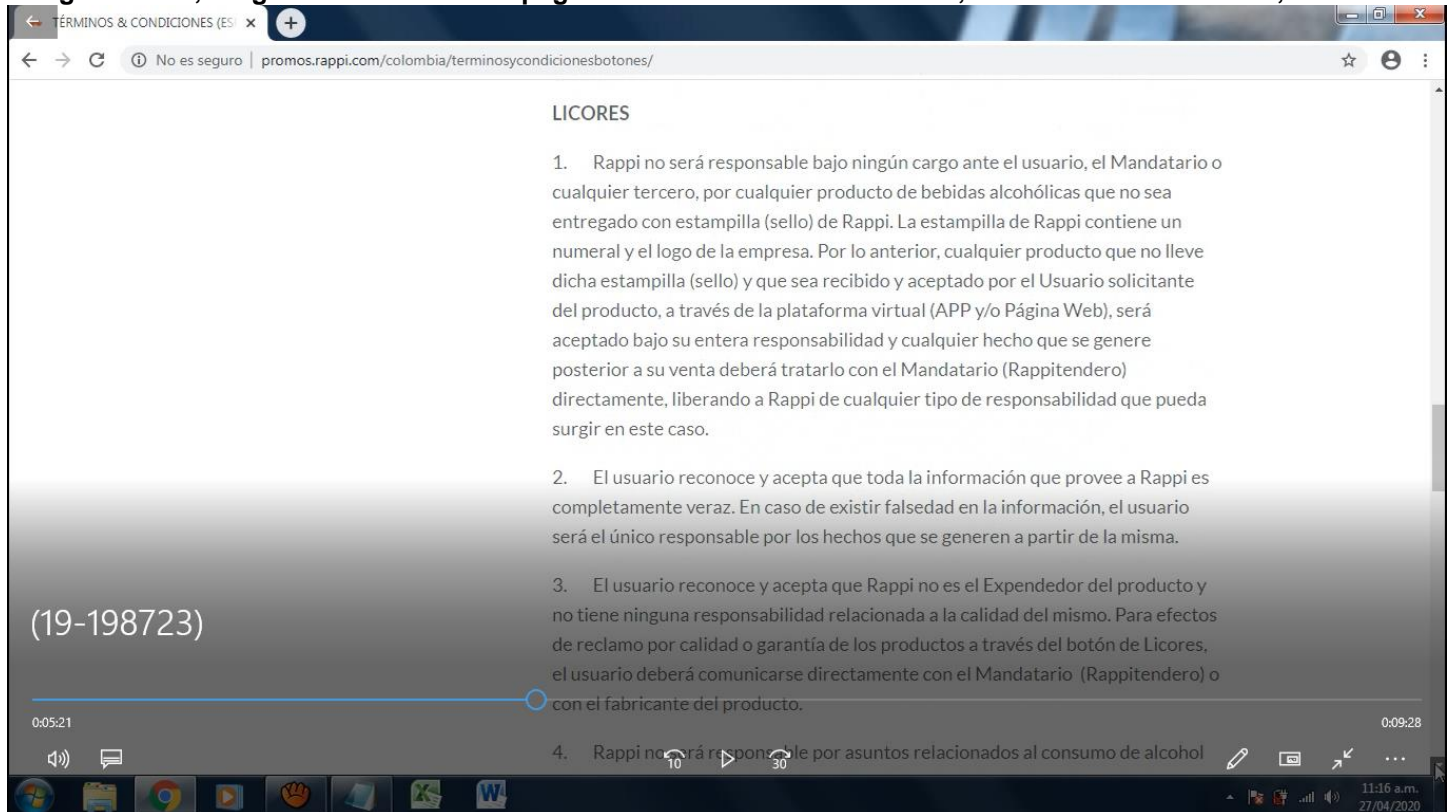 TÉRMINOS & CONDICIONES (ES
No es seguro | promos.rappi.com/colombia/terminosycondicionesbotones/
LICORES
1. Rappi no será responsable bajo ningún cargo ante el usuario, el Mandatario o
cualquier tercero, por cualquier producto de bebidas alcohólicas que no sea
entregado con estampilla (sello) de Rappi. La estampilla de Rappi contiene un
numeral y el logo de la empresa. Por lo anterior, cualquier producto que no lleve
dicha estampilla (sello) y que sea recibido y aceptado por el Usuario solicitante
del producto, a través de la plataforma virtual (APP y/o Página Web), será
aceptado bajo su entera responsabilidad y cualquier hecho que se genere
posterior a su venta deberá tratarlo con el Mandatario (Rappitendero)
directamente, liberando a Rappi de cualquier tipo de responsabilidad que pueda
surgir en este caso.
2. El usuario reconoce y acepta que toda la información que provee a Rappi es
completamente veraz. En caso de existir falsedad en la información, el usuario
será el único responsable por los hechos que se generen a partir de la misma.
3. El usuario reconoce y acepta que Rappi no es el Expendedor del producto y
no tiene ninguna responsabilidad relacionada a la calidad del mismo. Para efectos
de reclamo por calidad o garantía de los productos a través del botón de Licores,
el usuario deberá comunicarse directamente con el Mandatario (Rappitendero) o
con el fabricante del producto.
4. Rappi no será responsable por asuntos relacionados al consumo de alcohol
(19-198723)
0:05:21
0:09:28
10
30
11:16 a.m.
27/04/2020